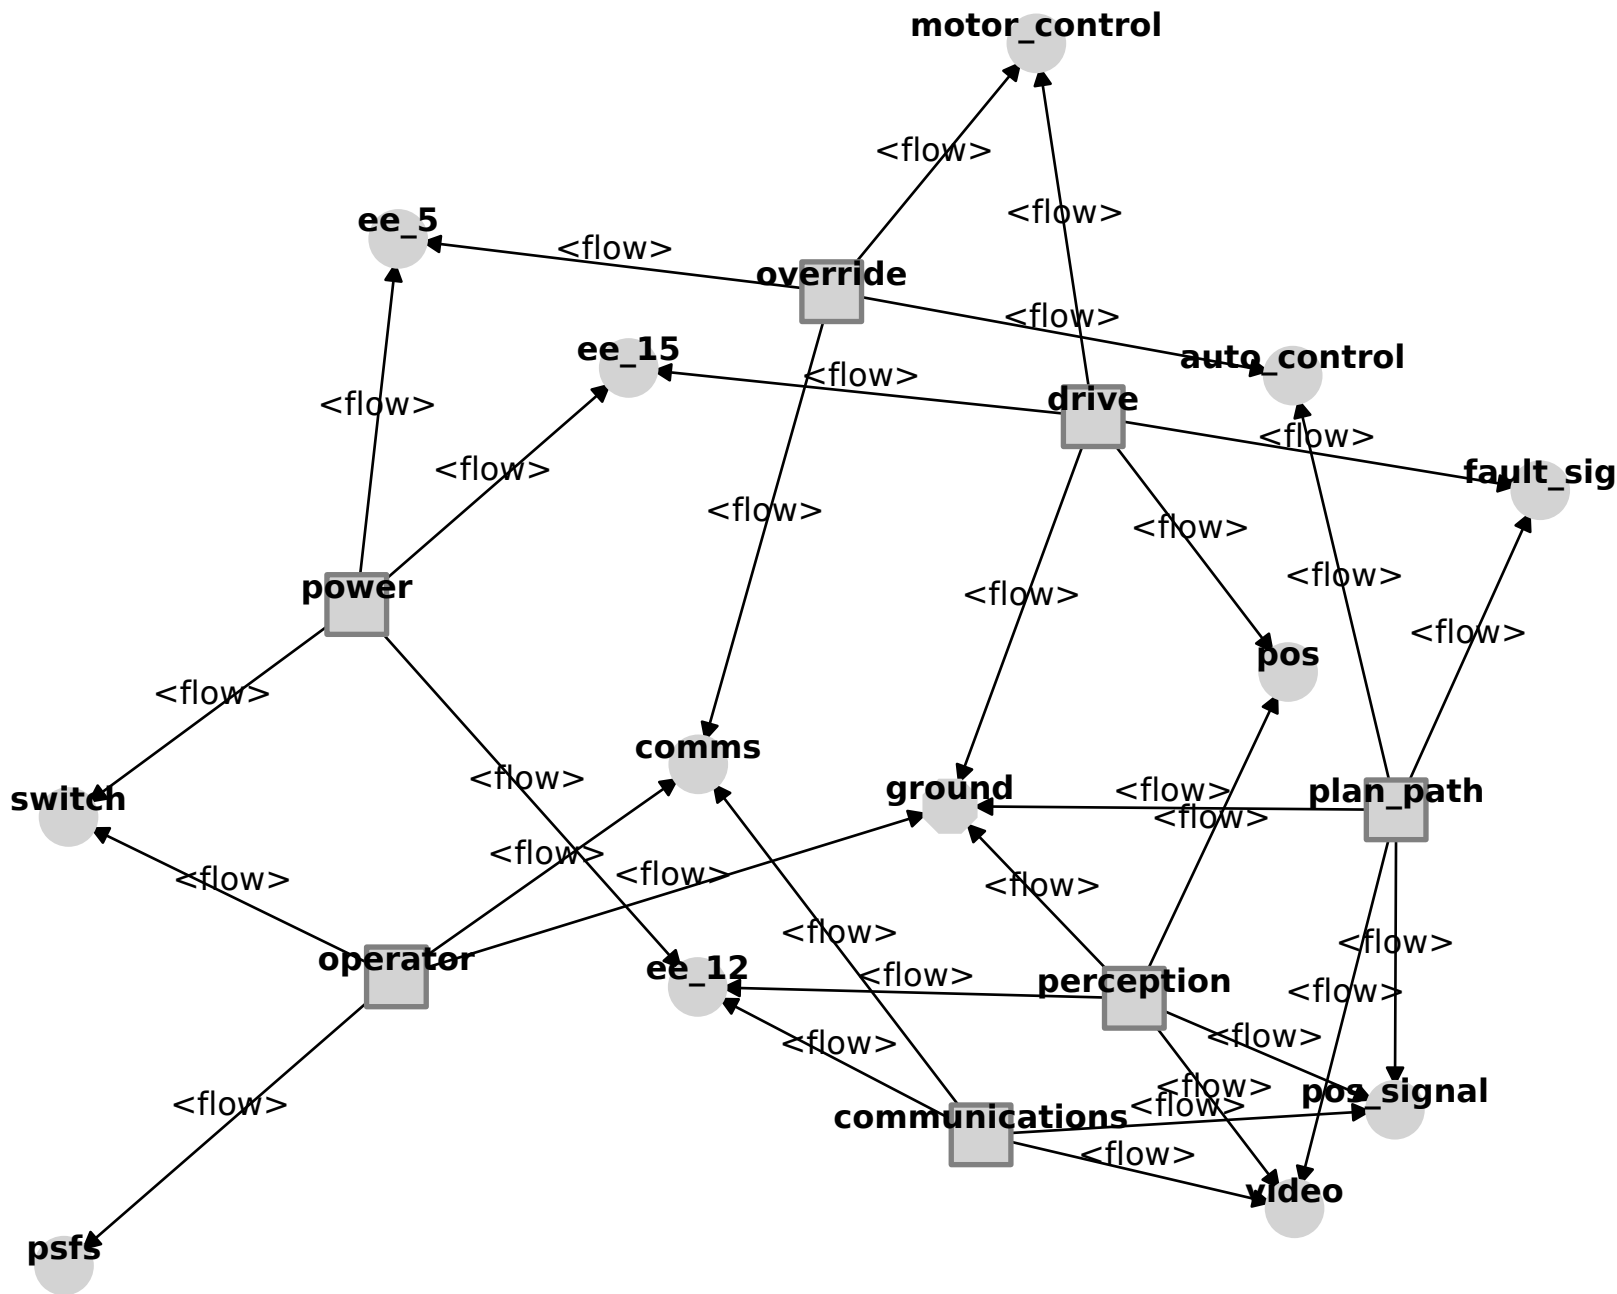 motor_control
<flow>
<flow>
ee_5
<flow>
override
<flow>
ee_15
auto_control
<flow>
drive
<flow>
<flow>
fault_sig
<flow>
<flow>
<flow>
<flow>
power
<flow>
<flow>
pos
<flow>
comms
<flow>
ground
<flow>
plan_path
switch
<flow>
<flow>
<flow>
<flow>
<flow>
<flow>
<flow>
operator
ee_12
<flow>
perception
<flow>
<flow>
<flow>
<flow>
pos_signal
<flow>
<flow>
communications
<flow>
video
psfs